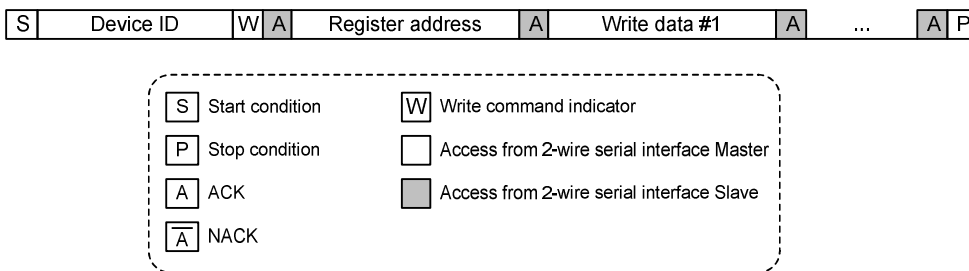 S Device ID W A Register address A Write data #1 A ... A P
S Start condition W Write command indicator
P Stop condition Access from 2-wire serial interface Master
A ACK Access from 2-wire serial interface Slave
A̅ NACK